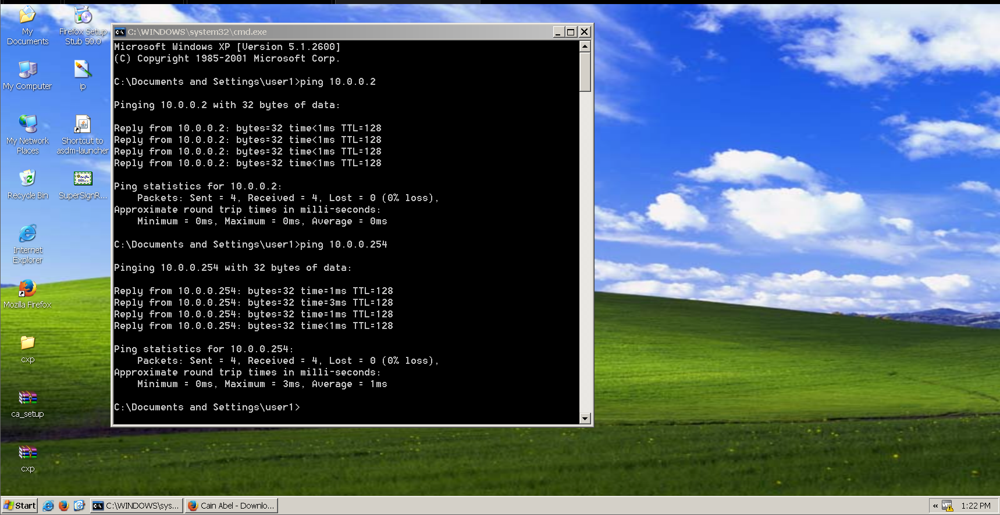 My Documents
Firefox Setup Stub 50.0
My Computer
ip
My Network Places
Shortcut to asdm-launcher
Recycle Bin
SuperSignR...
Internet Explorer
Mozilla Firefox
cxp
ca_setup
cxp
C:\WINDOWS\system32\cmd.exe
Microsoft Windows XP [Version 5.1.2600]
(C) Copyright 1985-2001 Microsoft Corp.
C:\Documents and Settings\user1>ping 10.0.0.2
Pinging 10.0.0.2 with 32 bytes of data:
Reply from 10.0.0.2: bytes=32 time<1ms TTL=128
Reply from 10.0.0.2: bytes=32 time<1ms TTL=128
Reply from 10.0.0.2: bytes=32 time<1ms TTL=128
Reply from 10.0.0.2: bytes=32 time<1ms TTL=128
Ping statistics for 10.0.0.2:
Packets: Sent = 4, Received = 4, Lost = 0 (0% loss),
Approximate round trip times in milli-seconds:
Minimum = 0ms, Maximum = 0ms, Average = 0ms
C:\Documents and Settings\user1>ping 10.0.0.254
Pinging 10.0.0.254 with 32 bytes of data:
Reply from 10.0.0.254: bytes=32 time=1ms TTL=128
Reply from 10.0.0.254: bytes=32 time=3ms TTL=128
Reply from 10.0.0.254: bytes=32 time=1ms TTL=128
Reply from 10.0.0.254: bytes=32 time<1ms TTL=128
Ping statistics for 10.0.0.254:
Packets: Sent = 4, Received = 4, Lost = 0 (0% loss),
Approximate round trip times in milli-seconds:
Minimum = 0ms, Maximum = 3ms, Average = 1ms
C:\Documents and Settings\user1>
Start
C:\WINDOWS\sys...
Cain Abel - Downlo...
1:22 PM